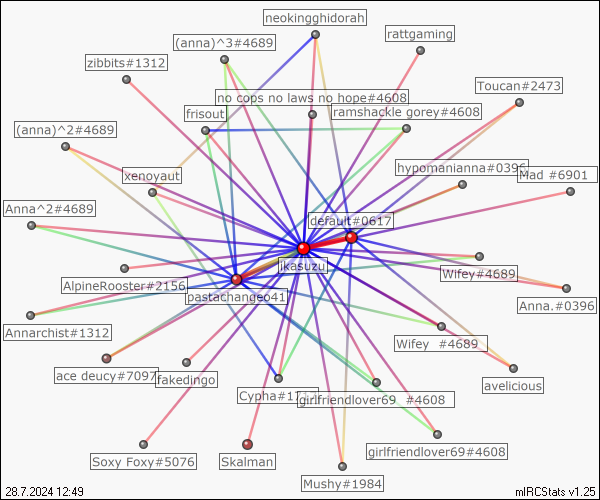 neokingghidorah
rattgaming
(anna)^3#4689
zibbits#1312
Toucan#2473
no cops no laws no hope#4608
frisout
ramshackle gorey#4608
(anna)^2#4689
xenoyaut
hypomanianna#0396
Mad #6901
Anna^2#4689
default#0617
ikasuzu
Wifey#4689
AlpineRooster#2156
pastachangeo41
Anna.#0396
Annarchist#1312
Wifey #4689
ace deucy#7097
fakedingo
avelicious
Cypha#1
girlfriendlover69 #4608
girlfriendlover69#4608
Soxy Foxy#5076
Skalman
Mushy#1984
28.7.2024 12:49
mIRCStats v1.25